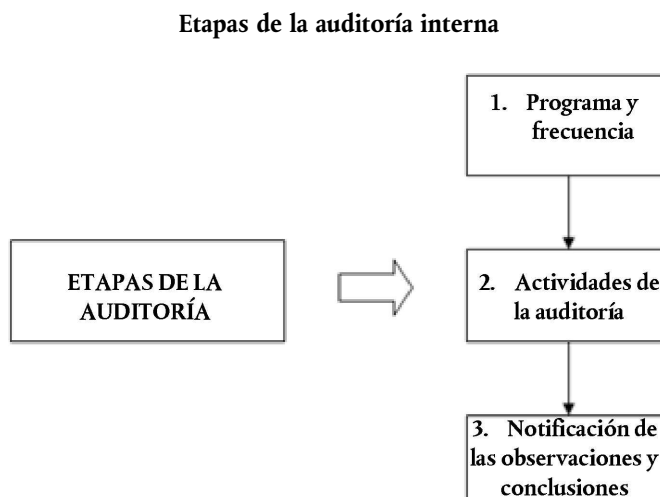 Etapas de la auditoría interna
1. Programa y
frecuencia
ETAPAS DE LA
AUDITORÍA
2. Actividades de
la auditoría
3. Notificación de
las observaciones y
conclusiones